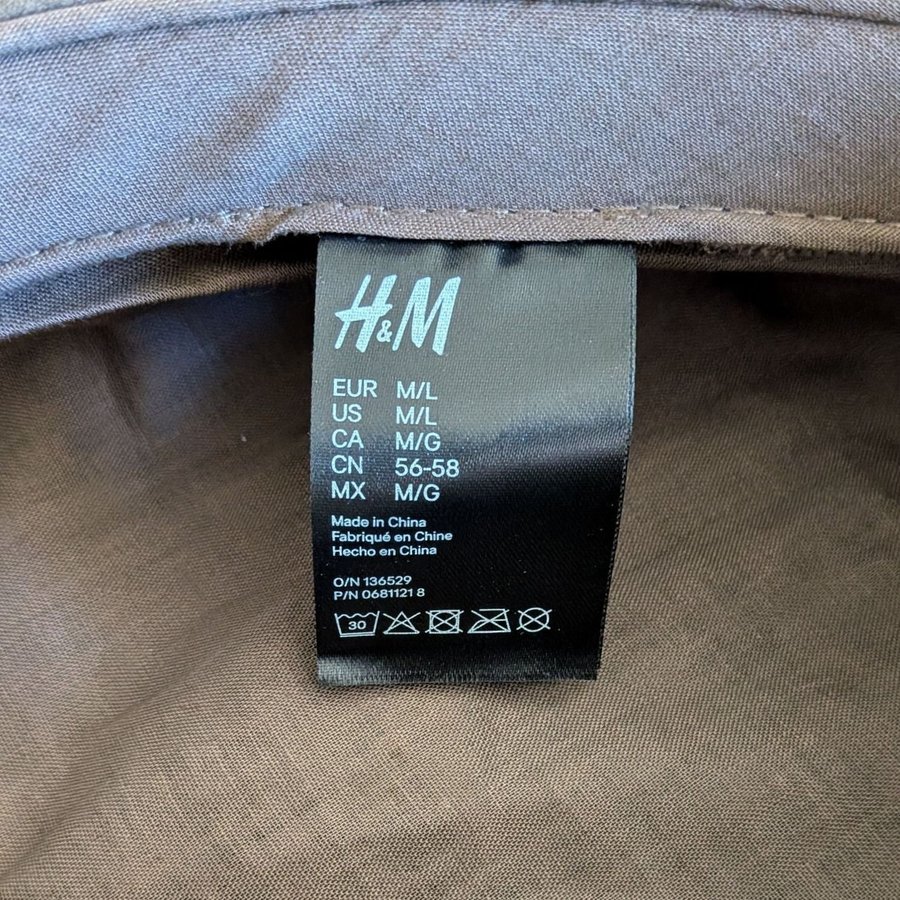 H&M
EUR M/L
US M/L
CA M/G
CN 56-58
MX M/G
Made in China
Fabriqué en Chine
Hecho en China
O/N 136529
P/N 0681121 8
30